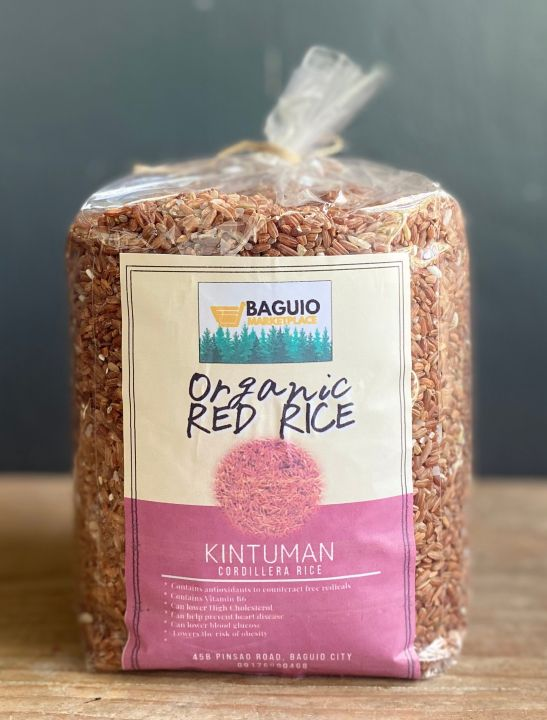 BAGUIO
MARKETPLACE
Organic
RED RICE
KINTUMAN
CORDILLERA RICE
• Contains antioxidants to counteract free redicals
• Contains Vitamin B6
• Can lower High Cholesterol
• Can help prevent heart disease
• Can lower blood glucose
• Lowers the risk of obesity
45B PINSAO ROAD, BAGUIO CITY